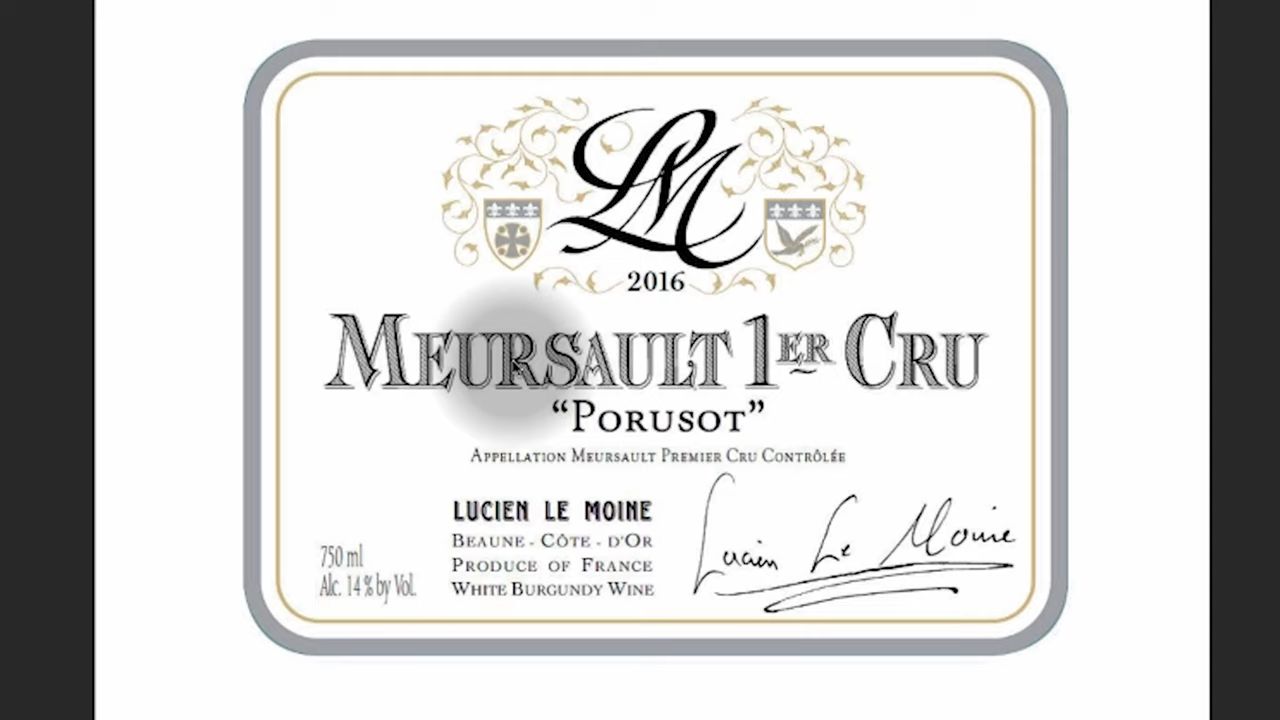 LM
2016
MEURSAULT 1ER CRU
“PORUSOT”
APPELLATION MEURSAULT PREMIER CRU CONTRÔLÉE
LUCIEN LE MOINE
BEAUNE - CÔTE - D'OR
PRODUCE OF FRANCE
WHITE BURGUNDY WINE
750 ml
Alc. 14 % by Vol.
Lucien Le Moine